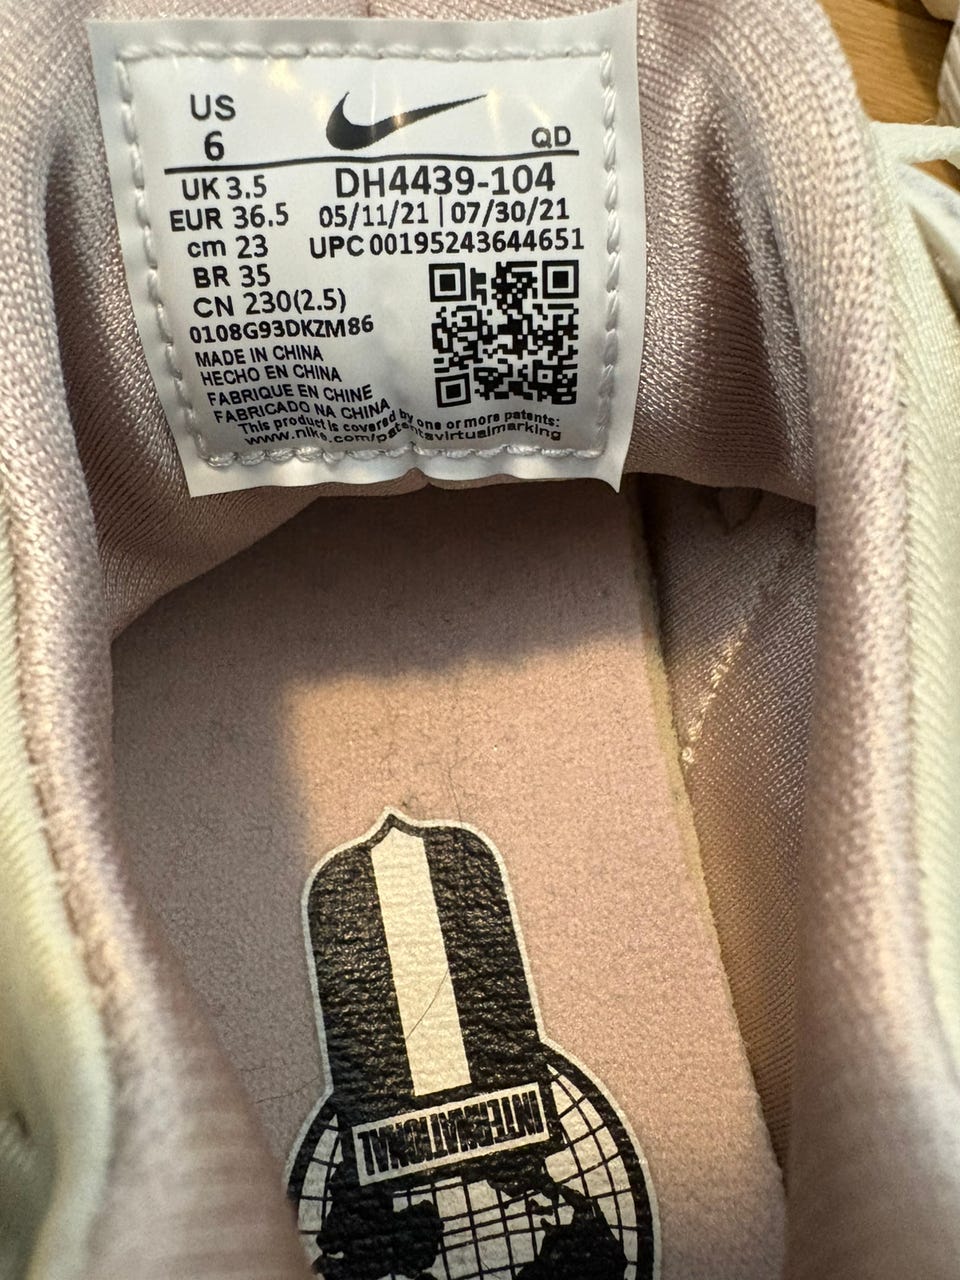 US
6
QD
UK 3.5
DH4439-104
EUR 36.5
05/11/21 | 07/30/21
cm 23
UPC 00195243644651
BR 35
CN 230(2.5)
0108G93DKZM86
MADE IN CHINA
HECHO EN CHINA
FABRIQUE EN CHINE
FABRICADO NA CHINA
This product is covered by one or more patents:
www.nike.com/patentsvirtualmarking
INTERNATIONAL